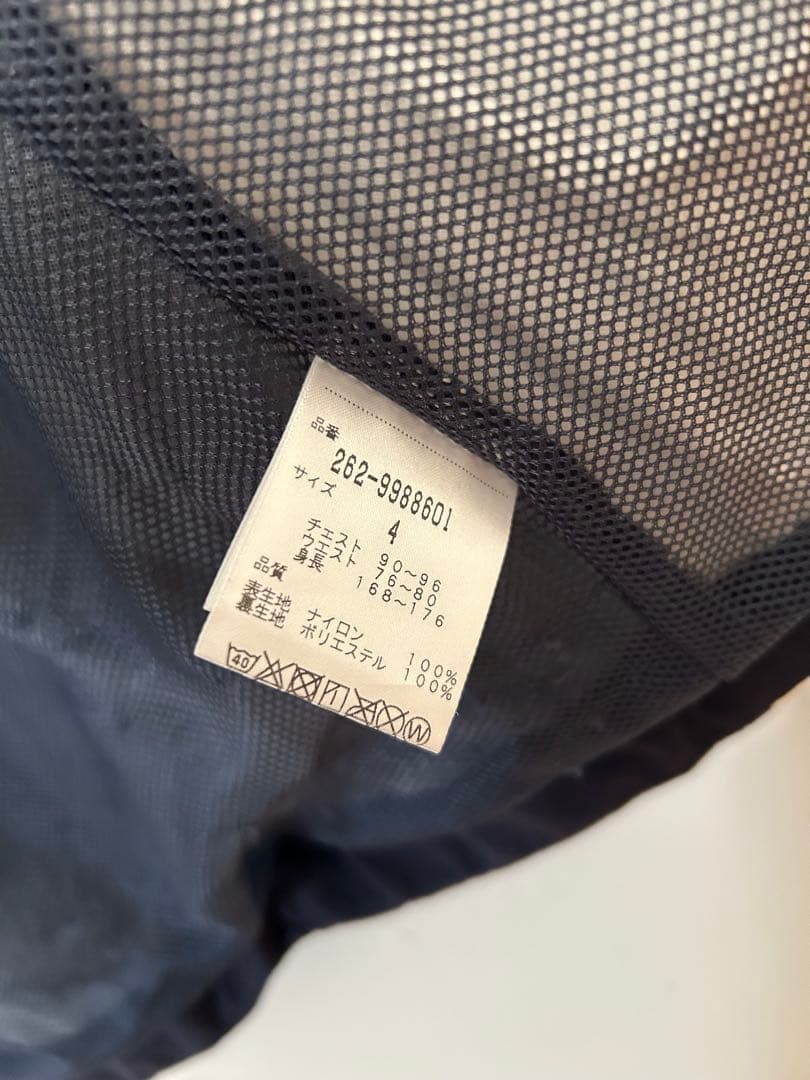 品番
262-9988601
サイズ
4
チェスト 90~96
ウエスト 76~80
身長 168~176
品質
表生地 ナイロン 100%
裏生地 ポリエステル 100%
40
W